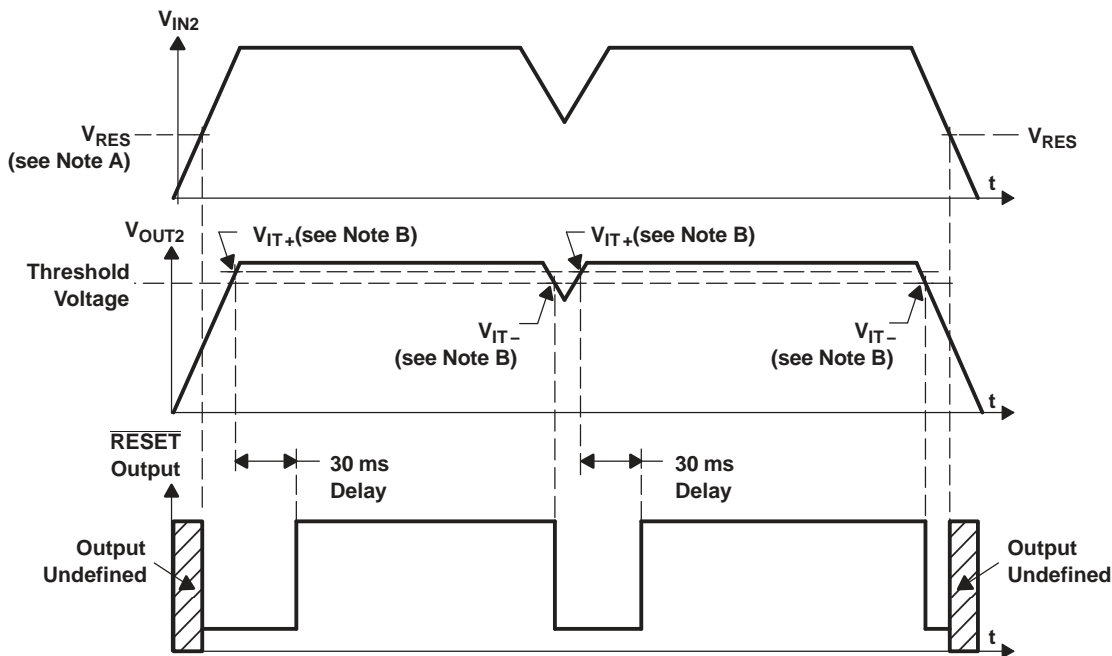 VIN2
VRES
(see Note A)
VRES
t
VOUT2
VIT+(see Note B)
VIT+(see Note B)
Threshold
Voltage
VIT−
(see Note B)
VIT−
(see Note B)
t
RESET
Output
30 ms
Delay
30 ms
Delay
Output
Undefined
Output
Undefined
t